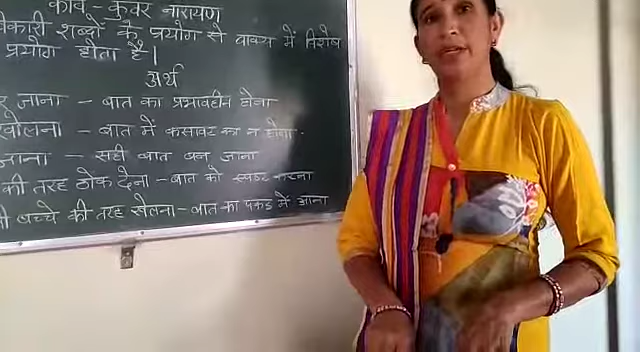 कवि - कुंवर नारायण
शब्दों के प्रयोग से वाक्य में विशेष
प्रयोग होता है।
अर्थ
जाना - बात का प्रभावहीन होना
खोलना - बात में कसावट का न होना
जाना - सही बात बन जाना
की तरह ठोक देना - बात को स्पष्ट करना
बच्चे की तरह खेलना - बात का पकड़ में आना